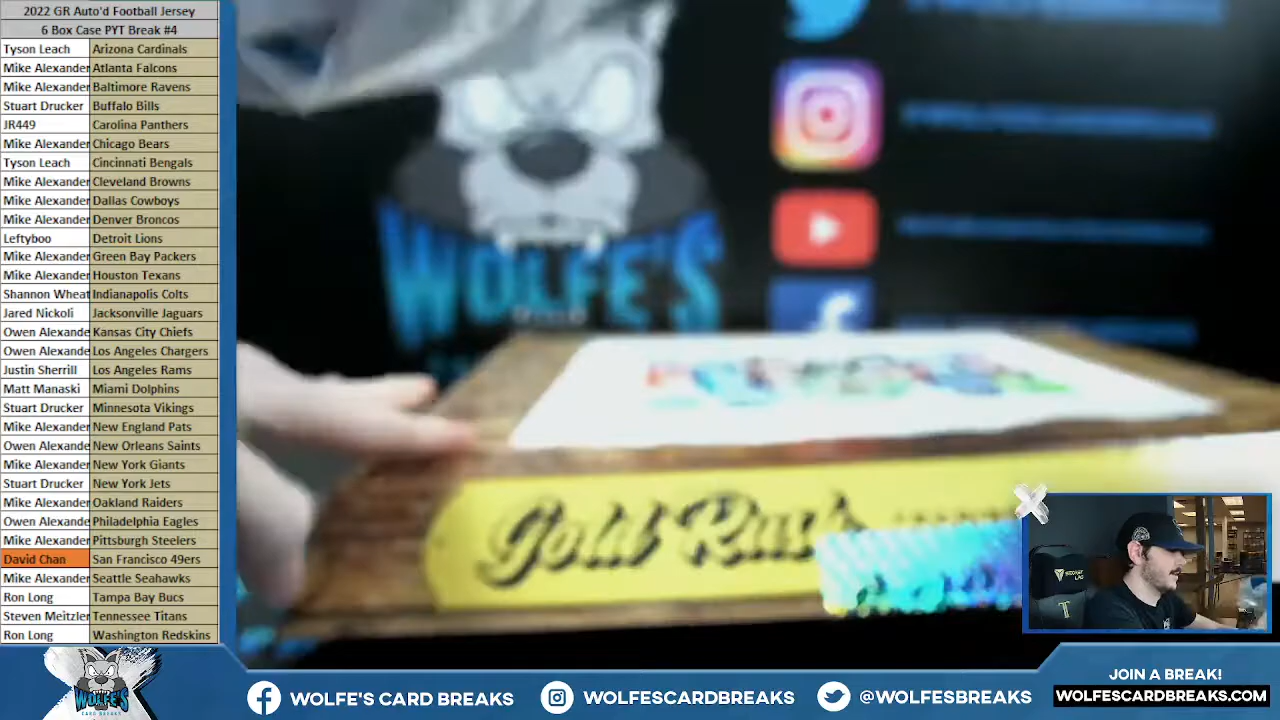 2022 GR Auto'd Football Jersey
6 Box Case PYT Break #4
Tyson Leach Arizona Cardinals
Mike Alexander Atlanta Falcons
Mike Alexander Baltimore Ravens
Stuart Drucker Buffalo Bills
JR449 Carolina Panthers
Mike Alexander Chicago Bears
Tyson Leach Cincinnati Bengals
Mike Alexander Cleveland Browns
Mike Alexander Dallas Cowboys
Mike Alexander Denver Broncos
Leftyboo Detroit Lions
Mike Alexander Green Bay Packers
Mike Alexander Houston Texans
Shannon Wheat Indianapolis Colts
Jared Nickoli Jacksonville Jaguars
Owen Alexande Kansas City Chiefs
Owen Alexande Los Angeles Chargers
Justin Sherrill Los Angeles Rams
Matt Manaski Miami Dolphins
Stuart Drucker Minnesota Vikings
Mike Alexander New England Pats
Owen Alexande New Orleans Saints
Mike Alexander New York Giants
Stuart Drucker New York Jets
Mike Alexander Oakland Raiders
Owen Alexande Philadelphia Eagles
Mike Alexander Pittsburgh Steelers
David Chan San Francisco 49ers
Mike Alexander Seattle Seahawks
Ron Long Tampa Bay Bucs
Steven Meitzler Tennessee Titans
Ron Long Washington Redskins
WOLFE'S
Gold Rush
WOLFE'S
CARD BREAKS
WOLFE'S CARD BREAKS
WOLFESCARDBREAKS
@WOLFESBREAKS
JOIN A BREAK!
WOLFESCARDBREAKS.COM